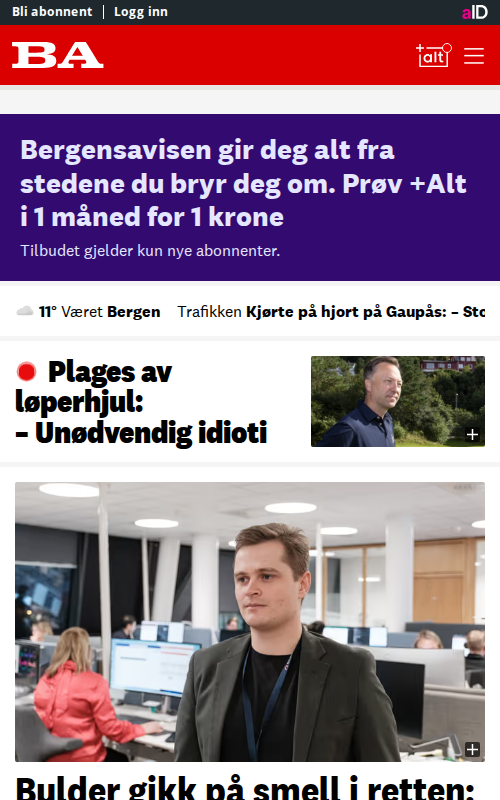 Bli abonnent | Logg inn
aID
BA
+alt
Bergensavisen gir deg alt fra
stedene du bryr deg om. Prøv +Alt
i 1 måned for 1 krone
Tilbudet gjelder kun nye abonnenter.
11° Været Bergen Trafikken Kjørte på hjort på Gaupås: – Sto
Plages av
løperhjul:
– Unødvendig idioti
Bulder gikk på smell i retten: